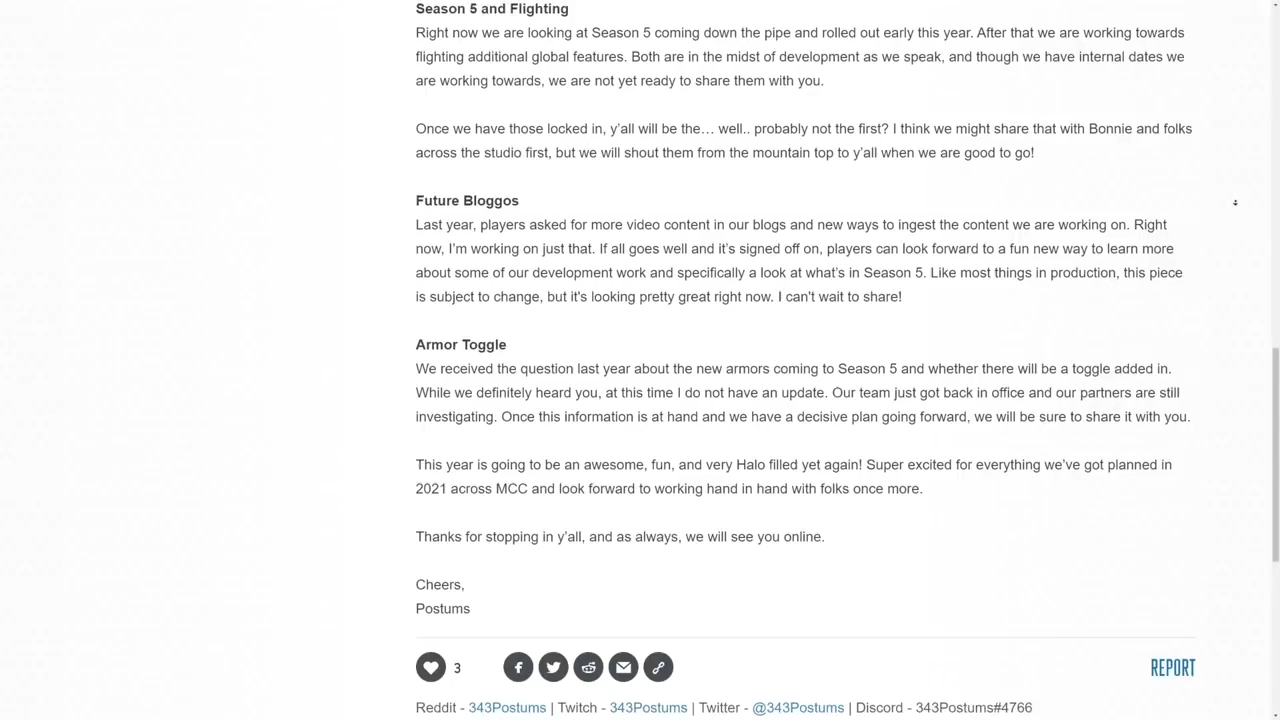 Season 5 and Flighting
Right now we are looking at Season 5 coming down the pipe and rolled out early this year. After that we are working towards
flighting additional global features. Both are in the midst of development as we speak, and though we have internal dates we
are working towards, we are not yet ready to share them with you.
Once we have those locked in, y'all will be the… well.. probably not the first? I think we might share that with Bonnie and folks
across the studio first, but we will shout them from the mountain top to y'all when we are good to go!
Future Bloggos
Last year, players asked for more video content in our blogs and new ways to ingest the content we are working on. Right
now, I'm working on just that. If all goes well and it's signed off on, players can look forward to a fun new way to learn more
about some of our development work and specifically a look at what's in Season 5. Like most things in production, this piece
is subject to change, but it's looking pretty great right now. I can't wait to share!
Armor Toggle
We received the question last year about the new armors coming to Season 5 and whether there will be a toggle added in.
While we definitely heard you, at this time I do not have an update. Our team just got back in office and our partners are still
investigating. Once this information is at hand and we have a decisive plan going forward, we will be sure to share it with you.
This year is going to be an awesome, fun, and very Halo filled yet again! Super excited for everything we've got planned in
2021 across MCC and look forward to working hand in hand with folks once more.
Thanks for stopping in y'all, and as always, we will see you online.
Cheers,
Postums
3
REPORT
Reddit - 343Postums | Twitch - 343Postums | Twitter - @343Postums | Discord - 343Postums#4766